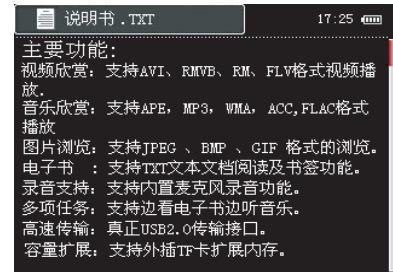 说明书.TXT 17:25
主要功能:
视频欣赏：支持AVI、RMVB、RM、FLV格式视频播
放.
音乐欣赏：支持APE，MP3，WMA，ACC,FLAC格式
播放
图片浏览：支持JPEG 、BMP 、GIF 格式的浏览。
电子书 ：支持TXT文本文档阅读及书签功能。
录音支持：支持内置麦克风录音功能。
多项任务：支持边看电子书边听音乐。
高速传输：真正USB2.0传输接口。
容量扩展：支持外插TF卡扩展内存。